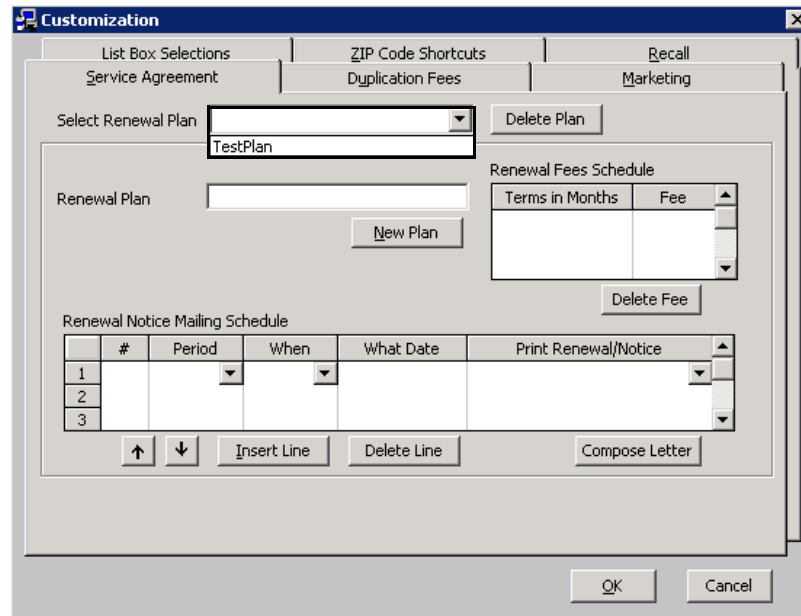 Customization
List Box Selections ZIP Code Shortcuts Recall
Service Agreement Duplication Fees Marketing
Select Renewal Plan Delete Plan
TestPlan
Renewal Fees Schedule
Renewal Plan Terms in Months Fee
New Plan
Delete Fee
Renewal Notice Mailing Schedule
# Period When What Date Print Renewal/Notice
1
2
3
Insert Line Delete Line Compose Letter
OK Cancel